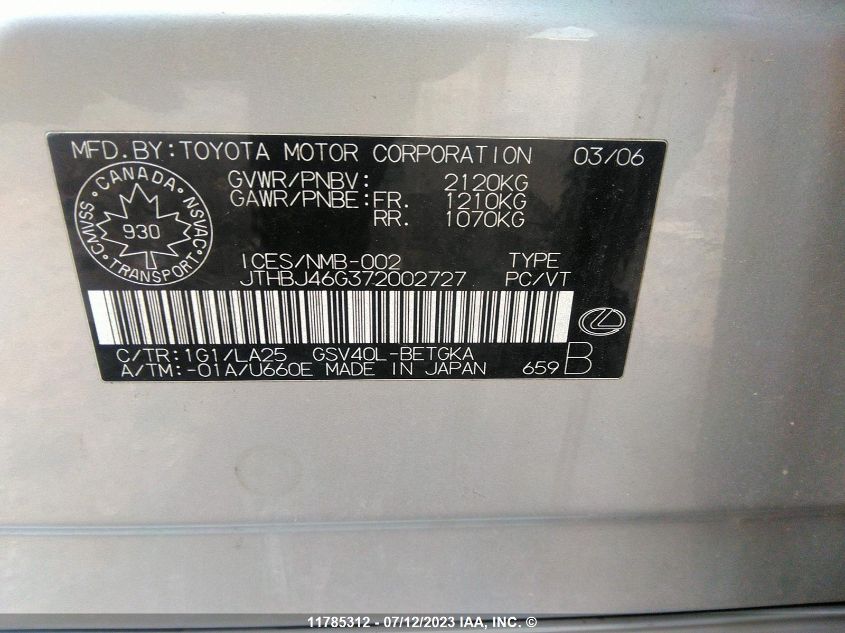 MFD.BY:TOYOTA MOTOR CORPORATION 03/06
GVWR/PNBV: 2120KG
GAWR/PNBE:FR. 1210KG
RR. 1070KG
CANADA
CMVSS NSVAC
930
TRANSPORT
ICES/NMB-002 TYPE
JTHBJ46G372002727 PC/VT
C/TR:1G1/LA25 GSV40L-BETGKA
A/TM:-01A/U660E MADE IN JAPAN 659 B
11785312 - 07/12/2023 IAA, INC. ©